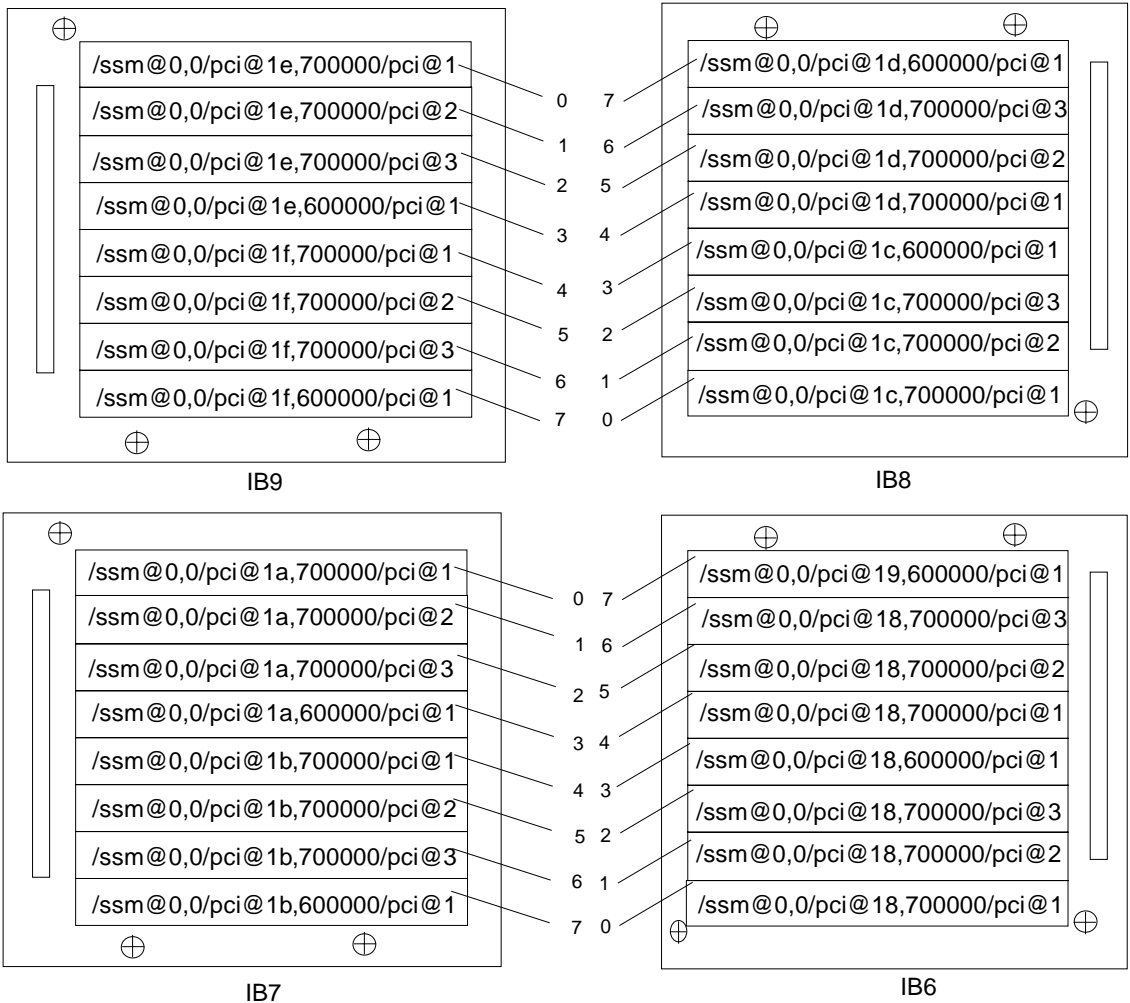 /ssm@0,0/pci@1e,700000/pci@1
/ssm@0,0/pci@1e,700000/pci@2
/ssm@0,0/pci@1e,700000/pci@3
/ssm@0,0/pci@1e,600000/pci@1
/ssm@0,0/pci@1f,700000/pci@1
/ssm@0,0/pci@1f,700000/pci@2
/ssm@0,0/pci@1f,700000/pci@3
/ssm@0,0/pci@1f,600000/pci@1
0
1
2
3
4
5
6
7
IB9
7
6
5
4
3
2
1
0
/ssm@0,0/pci@1d,600000/pci@1
/ssm@0,0/pci@1d,700000/pci@3
/ssm@0,0/pci@1d,700000/pci@2
/ssm@0,0/pci@1d,700000/pci@1
/ssm@0,0/pci@1c,600000/pci@1
/ssm@0,0/pci@1c,700000/pci@3
/ssm@0,0/pci@1c,700000/pci@2
/ssm@0,0/pci@1c,700000/pci@1
IB8
/ssm@0,0/pci@1a,700000/pci@1
/ssm@0,0/pci@1a,700000/pci@2
/ssm@0,0/pci@1a,700000/pci@3
/ssm@0,0/pci@1a,600000/pci@1
/ssm@0,0/pci@1b,700000/pci@1
/ssm@0,0/pci@1b,700000/pci@2
/ssm@0,0/pci@1b,700000/pci@3
/ssm@0,0/pci@1b,600000/pci@1
0
1
2
3
4
5
6
7
IB7
7
6
5
4
3
2
1
0
/ssm@0,0/pci@19,600000/pci@1
/ssm@0,0/pci@18,700000/pci@3
/ssm@0,0/pci@18,700000/pci@2
/ssm@0,0/pci@18,700000/pci@1
/ssm@0,0/pci@18,600000/pci@1
/ssm@0,0/pci@18,700000/pci@3
/ssm@0,0/pci@18,700000/pci@2
/ssm@0,0/pci@18,700000/pci@1
IB6